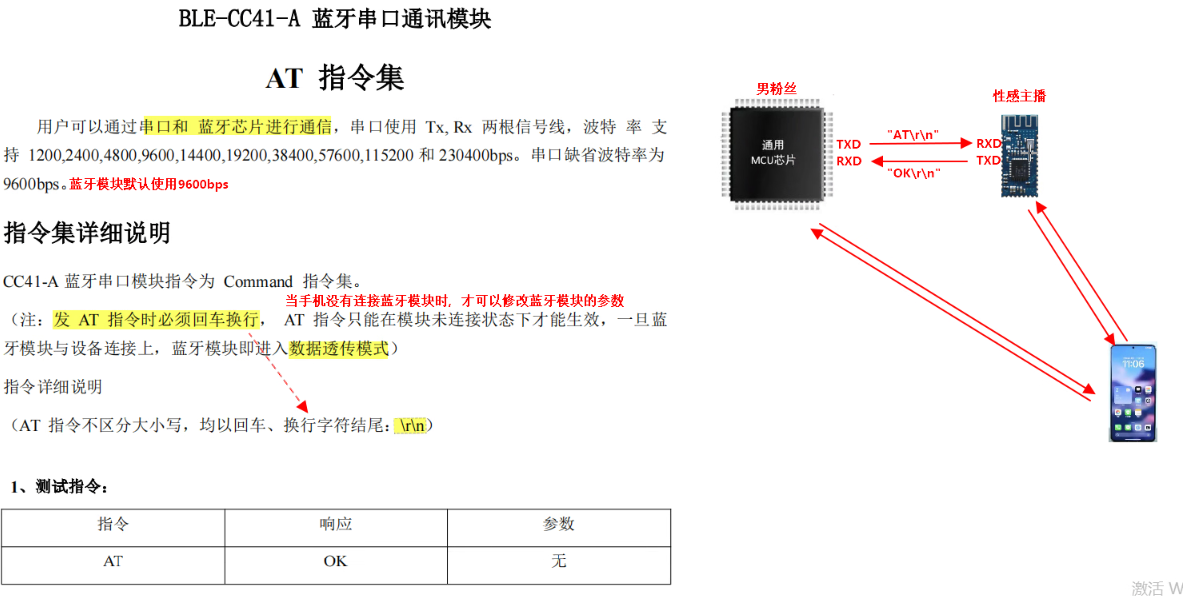 BLE-CC41-A 蓝牙串口通讯模块
AT 指令集
用户可以通过串口和 蓝牙芯片进行通信，串口使用 Tx, Rx 两根信号线，波特 率 支
持 1200,2400,4800,9600,14400,19200,38400,57600,115200 和 230400bps。串口缺省波特率为
9600bps。蓝牙模块默认使用9600bps
指令集详细说明
CC41-A 蓝牙串口模块指令为 Command 指令集。
当手机没有连接蓝牙模块时，才可以修改蓝牙模块的参数
（注：发 AT 指令时必须回车换行， AT 指令只能在模块未连接状态下才能生效，一旦蓝
牙模块与设备连接上，蓝牙模块即进入数据透传模式）
指令详细说明
（AT 指令不区分大小写，均以回车、换行字符结尾：\r\n）
1、测试指令：
指令 响应 参数
AT OK 无
男粉丝
性感主播
通用
MCU芯片
TXD "AT\r\n" RXD
RXD "OK\r\n" TXD
11:06
激活 W